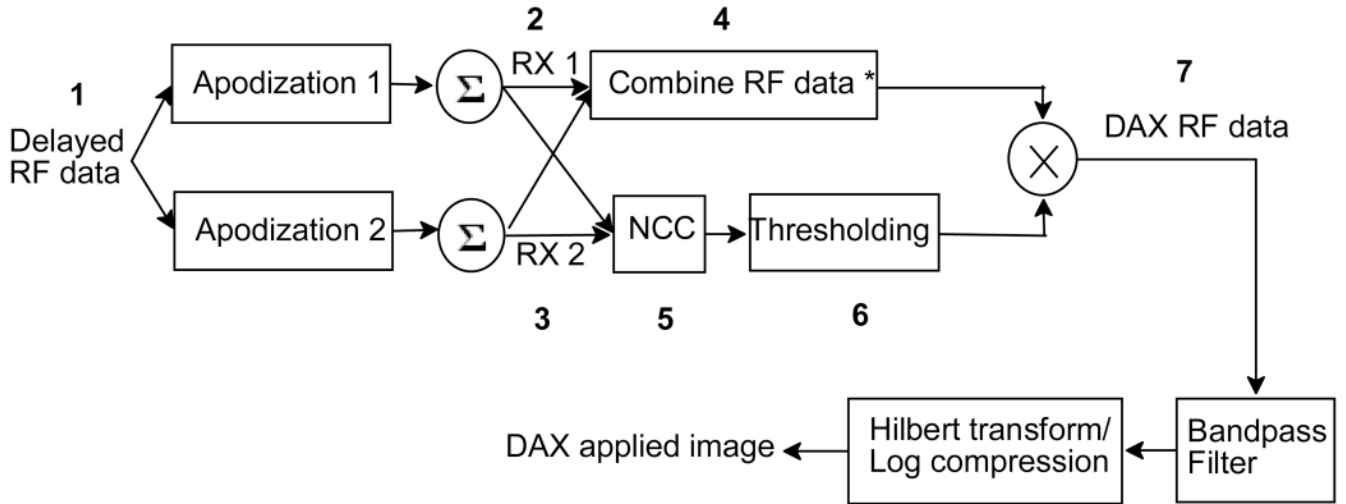 2
4
RX 1
7
1
Apodization 1
Σ
Combine RF data *
Delayed
RF data
DAX RF data
Apodization 2
Σ
RX 2
NCC
Thresholding
3
5
6
DAX applied image
Hilbert transform/
Log compression
Bandpass
Filter